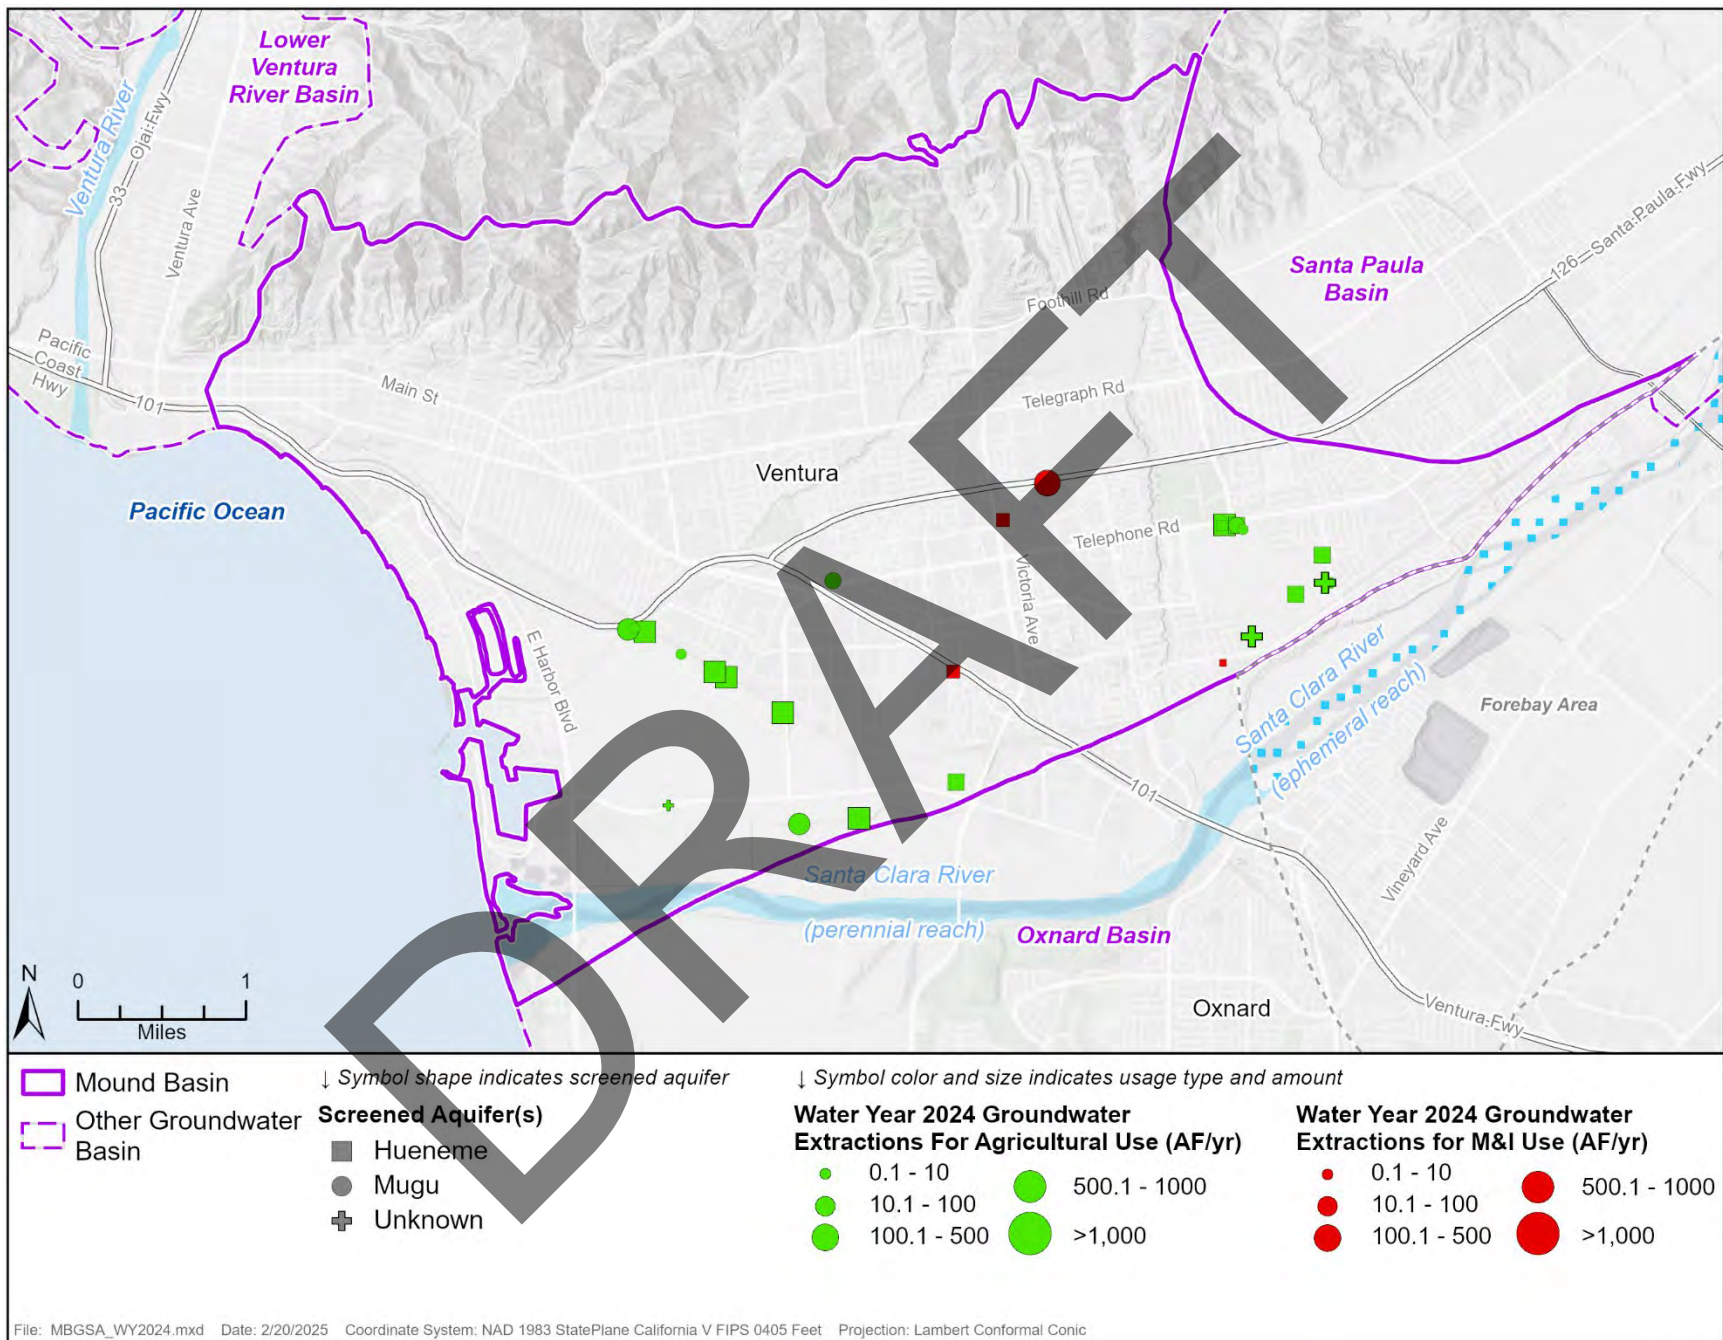 Lower
Ventura
River Basin
Ventura River
33
Ojai Fwy
Ventura Ave
Santa Paula
Basin
126
Santa Paula Fwy
Foothill Rd
Pacific
Coast
Hwy
101
Main St
Telegraph Rd
Ventura
Pacific Ocean
Telephone Rd
Victoria Ave
E Harbor Blvd
Santa Clara River
(ephemeral reach)
Forebay Area
101
Vineyard Ave
Santa Clara River
(perennial reach)
Oxnard Basin
Oxnard
Ventura Fwy
DRAFT
N
0 1
Miles
Mound Basin
Other Groundwater
Basin
↓ Symbol shape indicates screened aquifer
Screened Aquifer(s)
Hueneme
Mugu
Unknown
↓ Symbol color and size indicates usage type and amount
Water Year 2024 Groundwater
Extractions For Agricultural Use (AF/yr)
0.1 - 10
10.1 - 100
100.1 - 500
500.1 - 1000
>1,000
Water Year 2024 Groundwater
Extractions for M&I Use (AF/yr)
0.1 - 10
10.1 - 100
100.1 - 500
500.1 - 1000
>1,000
File: MBGSA_WY2024.mxd Date: 2/20/2025 Coordinate System: NAD 1983 StatePlane California V FIPS 0405 Feet Projection: Lambert Conformal Conic